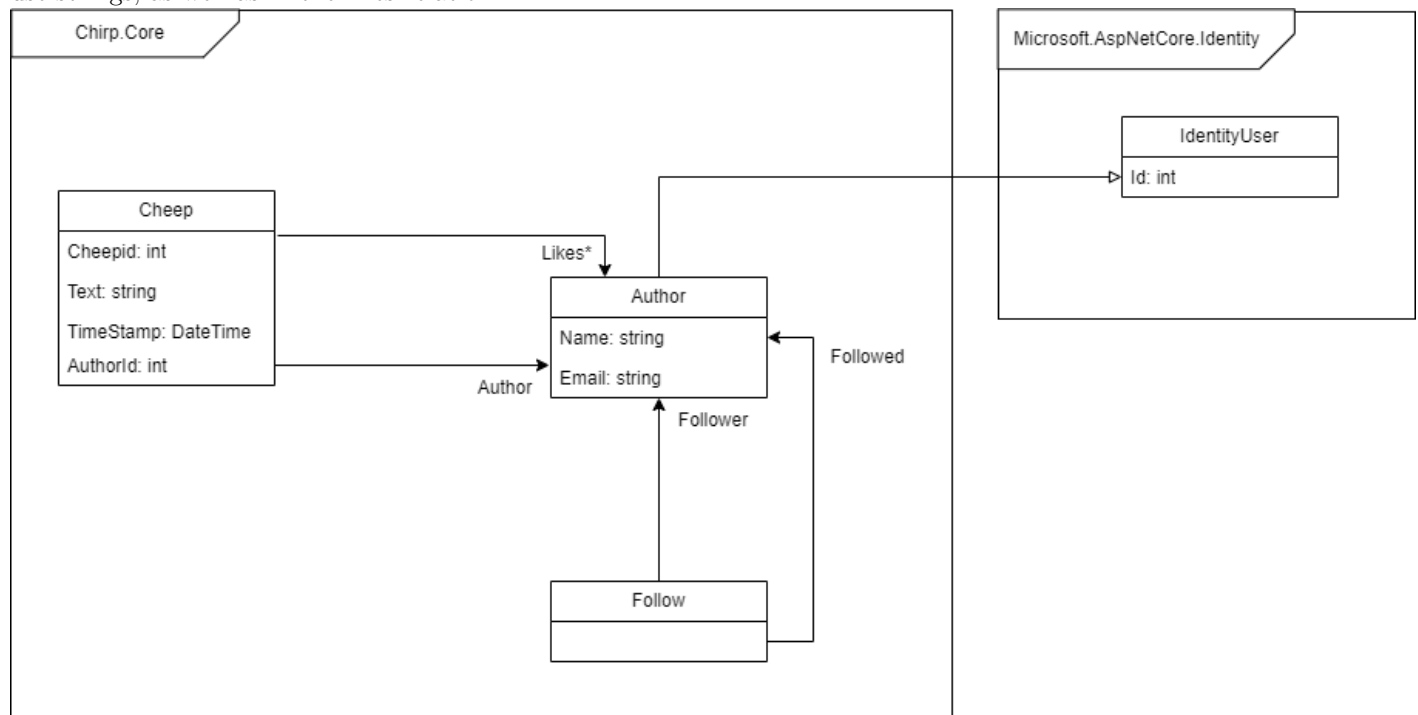 Chirp.Core
Microsoft.AspNetCore.Identity
IdentityUser
Id: int
Cheep
Cheepid: int
Text: string
TimeStamp: DateTime
AuthorId: int
Likes*
Author
Author
Name: string
Email: string
Followed
Follower
Follow